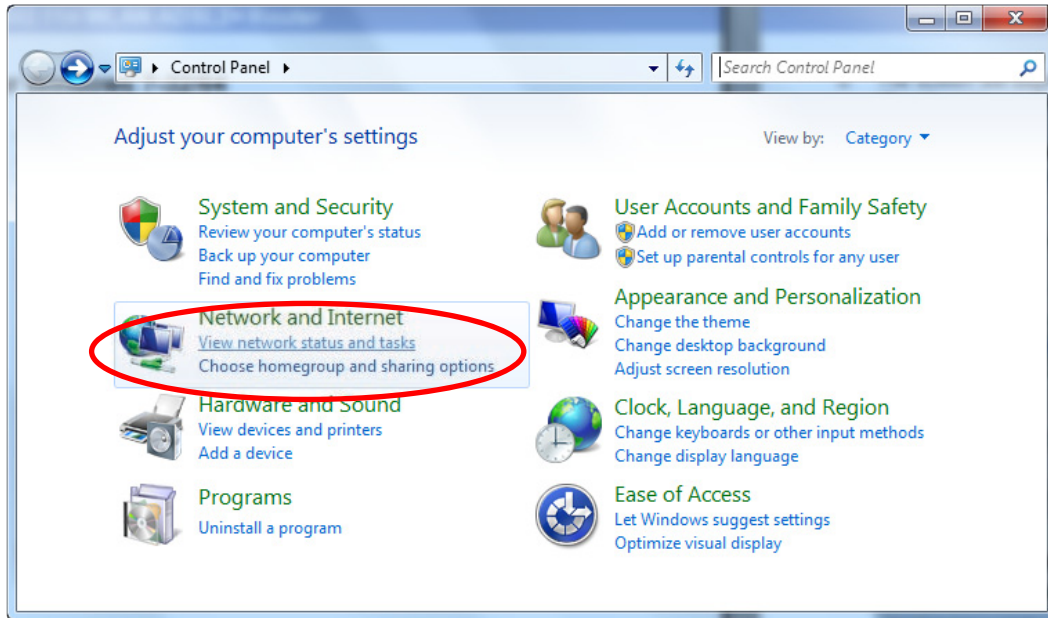 Control Panel
Search Control Panel
Adjust your computer's settings
View by: Category
System and Security
Review your computer's status
Back up your computer
Find and fix problems
Network and Internet
View network status and tasks
Choose homegroup and sharing options
Hardware and Sound
View devices and printers
Add a device
Programs
Uninstall a program
User Accounts and Family Safety
Add or remove user accounts
Set up parental controls for any user
Appearance and Personalization
Change the theme
Change desktop background
Adjust screen resolution
Clock, Language, and Region
Change keyboards or other input methods
Change display language
Ease of Access
Let Windows suggest settings
Optimize visual display